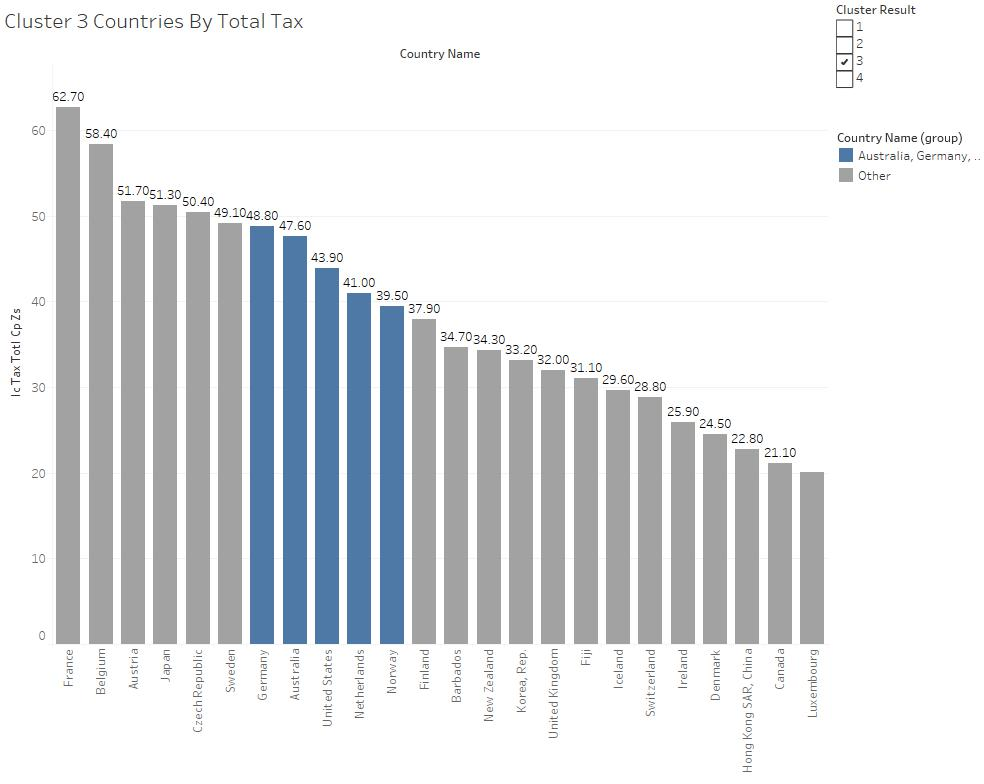 Cluster 3 Countries By Total Tax
Cluster Result
1
2
3
4
Country Name
Country Name (group)
Australia, Germany, ..
Other
Ic Tax Totl Cp Zs
60
50
40
30
20
10
0
62.70
58.40
51.70
51.30
50.40
49.10
48.80
47.60
43.90
41.00
39.50
37.90
34.70
34.30
33.20
32.00
31.10
29.60
28.80
25.90
24.50
22.80
21.10
France
Belgium
Austria
Japan
Czech Republic
Sweden
Germany
Australia
United States
Netherlands
Norway
Finland
Barbados
New Zealand
Korea, Rep.
United Kingdom
Fiji
Iceland
Switzerland
Ireland
Denmark
Hong Kong SAR, China
Canada
Luxembourg